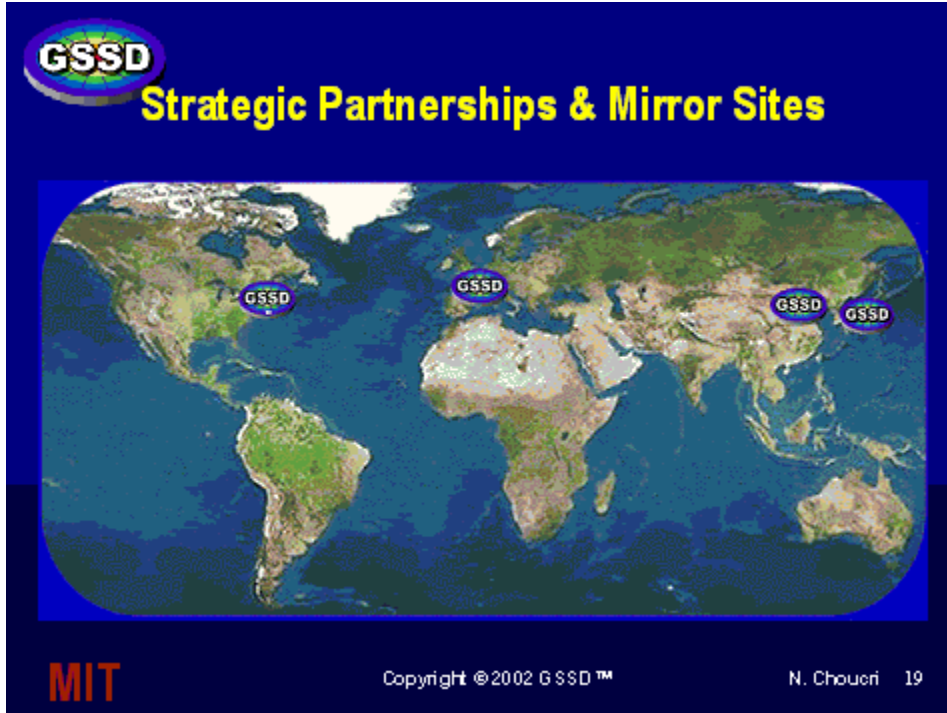 GSSD
Strategic Partnerships & Mirror Sites
GSSD
GSSD
GSSD
GSSD
MIT
Copyright ©2002 GSSD™
N. Choucri 19